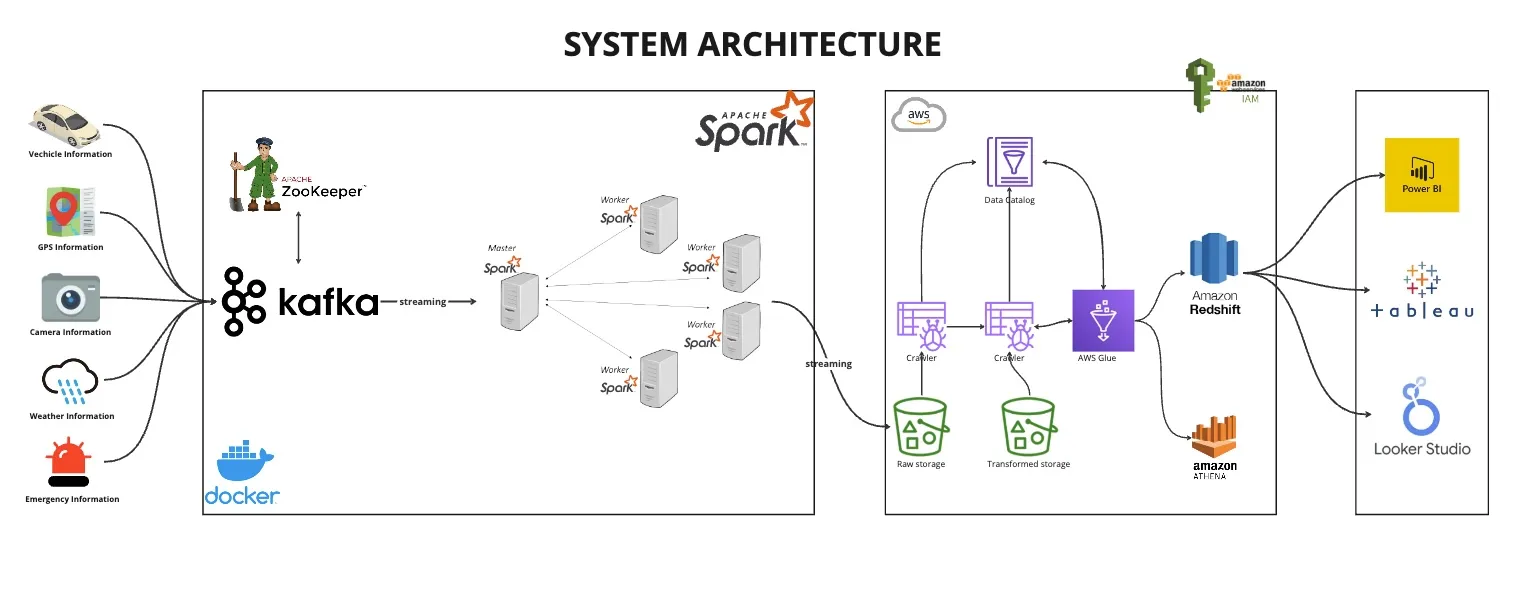 SYSTEM ARCHITECTURE
Vechicle Information
GPS Information
Camera Information
Weather Information
Emergency Information
APACHE
ZooKeeper
kafka
streaming
docker
APACHE
Spark
Master
Spark
Worker
Spark
Worker
Spark
Worker
Spark
Worker
Spark
streaming
aws
amazon
webservices
IAM
Data Catalog
Crawler
Crawler
AWS Glue
Raw storage
Transformed storage
Amazon
Redshift
amazon
ATHENA
Power BI
+ableau
Looker Studio